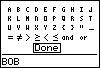 A B C D E F G H I J
K L M N O P Q R S T
U V W X Y Z { } " _
= ≠ > ≥ < ≤ and or
Done
BOB